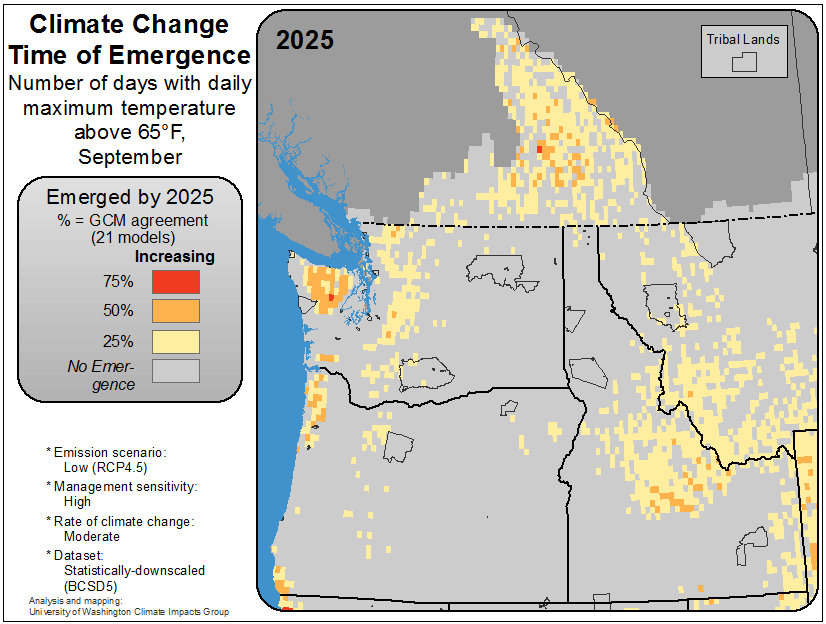 Climate Change
Time of Emergence
Number of days with daily
maximum temperature
above 65°F,
September
2025
Tribal Lands
Emerged by 2025
% = GCM agreement
(21 models)
Increasing
75%
50%
25%
No Emer-
gence
* Emission scenario:
Low (RCP4.5)
* Management sensitivity:
High
* Rate of climate change:
Moderate
* Dataset:
Statistically-downscaled
(BCSD5)
Analysis and mapping:
University of Washington Climate Impacts Group